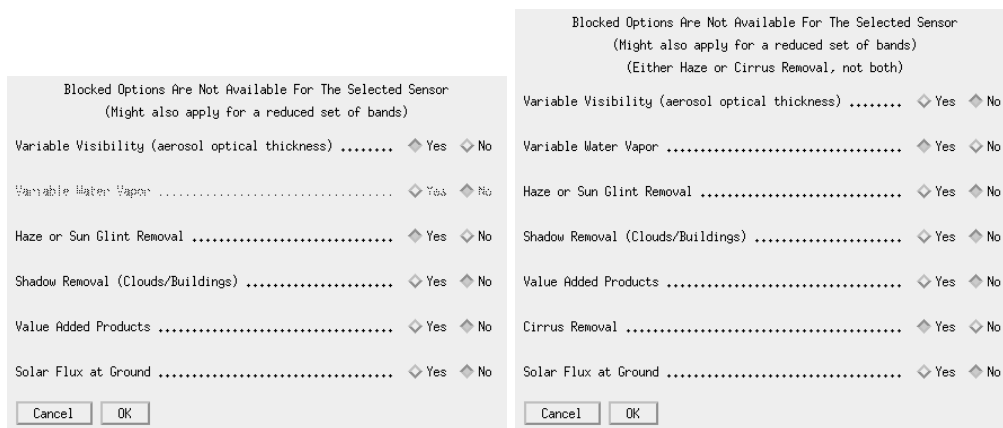 Blocked Options Are Not Available For The Selected Sensor
(Might also apply for a reduced set of bands)
Variable Visibility (aerosol optical thickness) ........ Yes No
Variable Water Vapor .................................. Yes No
Haze or Sun Glint Removal ............................. Yes No
Shadow Removal (Clouds/Buildings) ..................... Yes No
Value Added Products .................................. Yes No
Solar Flux at Ground .................................. Yes No
Cancel OK
Blocked Options Are Not Available For The Selected Sensor
(Might also apply for a reduced set of bands)
(Either Haze or Cirrus Removal, not both)
Variable Visibility (aerosol optical thickness) ........ Yes No
Variable Water Vapor .................................. Yes No
Haze or Sun Glint Removal ............................. Yes No
Shadow Removal (Clouds/Buildings) ..................... Yes No
Value Added Products .................................. Yes No
Cirrus Removal ........................................ Yes No
Solar Flux at Ground .................................. Yes No
Cancel OK